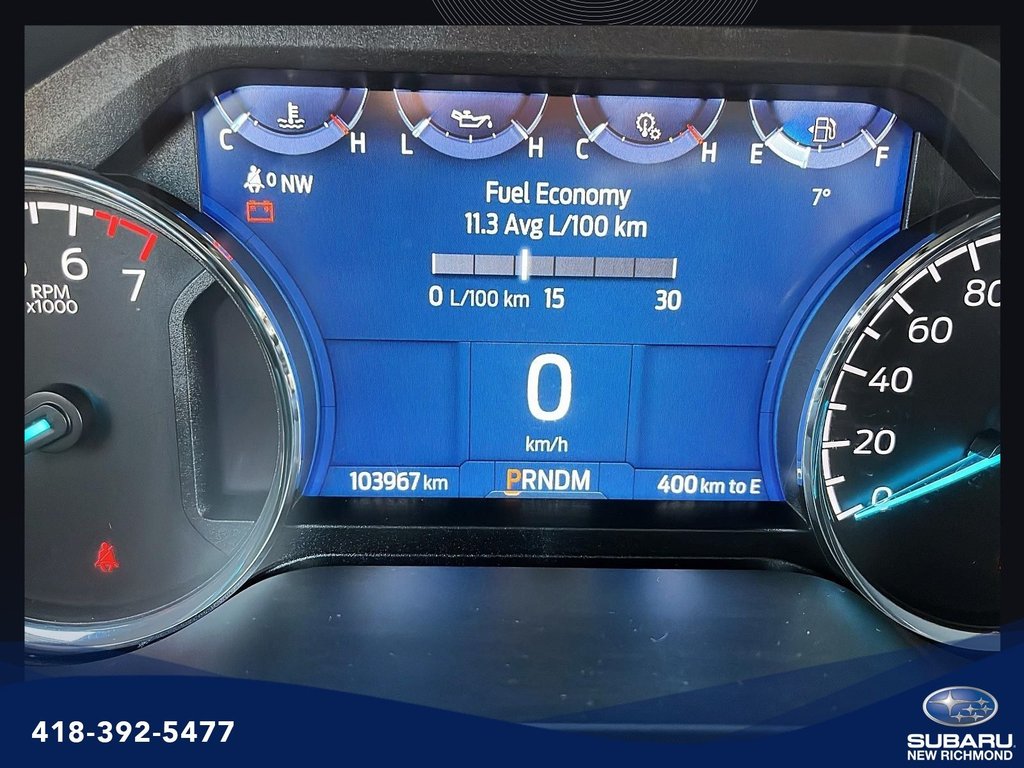 C H L H C H E F
0 NW
7°
Fuel Economy
11.3 Avg L/100 km
0 L/100 km 15 30
6
7
RPM
x1000
80
60
40
20
0
0
km/h
103967 km
PRNDM
400 km to E
418-392-5477
SUBARU
NEW RICHMOND